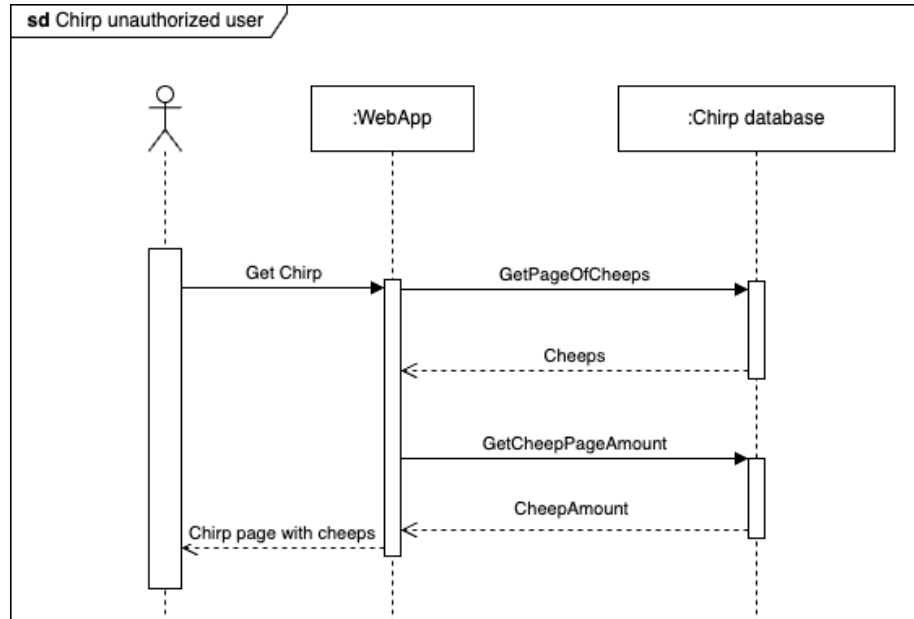 sd Chirp unauthorized user
:WebApp
:Chirp database
Get Chirp
GetPageOfCheeps
Cheeps
GetCheepPageAmount
CheepAmount
Chirp page with cheeps